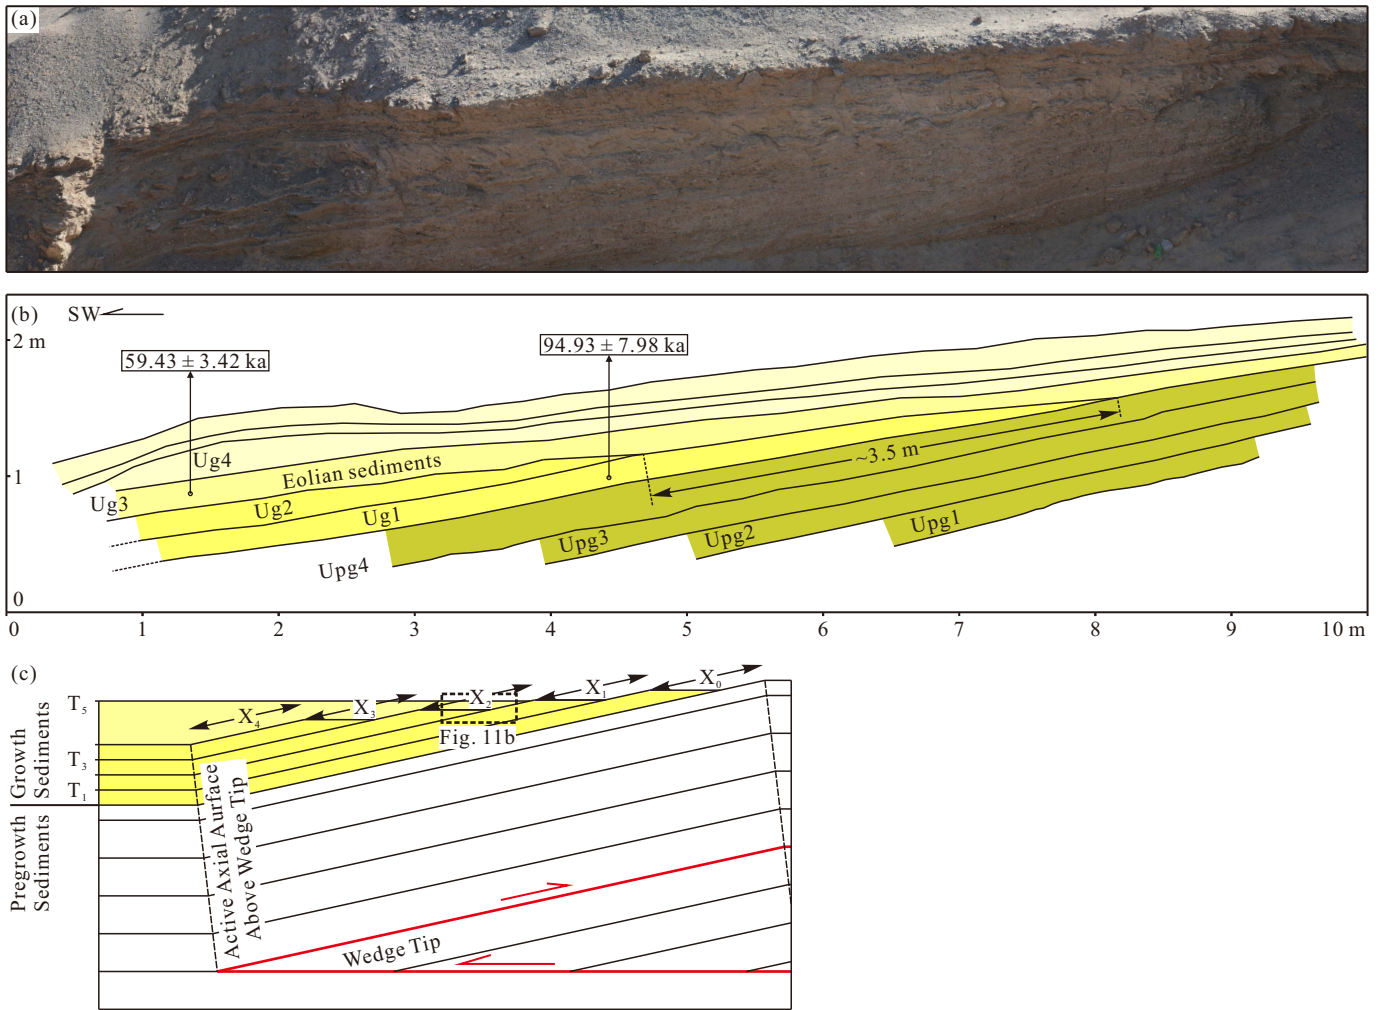 (a)
(b)
SW
2 m
59.43 ± 3.42 ka
94.93 ± 7.98 ka
Ug4
Eolian sediments
~3.5 m
1
Ug3
Ug2
Ug1
Upg1
Upg2
Upg3
Upg4
0
0 1 2 3 4 5 6 7 8 9 10 m
(c)
T5
X4
X3
X2
X1
X0
Fig. 11b
T3
T1
Growth
Sediments
Pregrowth
Sediments
Active Axial Aurface
Above Wedge Tip
Wedge Tip